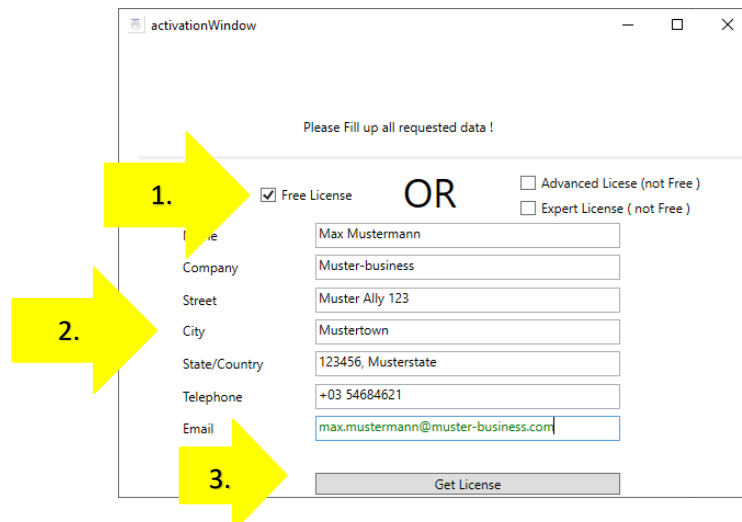 activationWindow
Please Fill up all requested data !
1.
Free License
OR
Advanced Licese (not Free )
Expert License ( not Free )
Max Mustermann
Company
Muster-business
Street
Muster Ally 123
2.
City
Mustertown
State/Country
123456, Musterstate
Telephone
+03 54684621
Email
max.mustermann@muster-business.com
3.
Get License